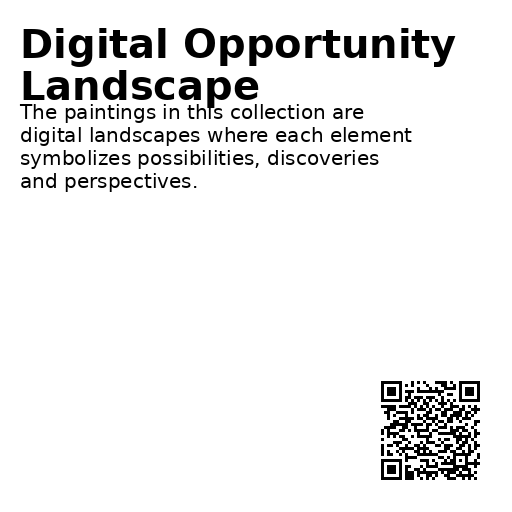 Digital Opportunity
Landscape
The paintings in this collection are
digital landscapes where each element
symbolizes possibilities, discoveries
and perspectives.